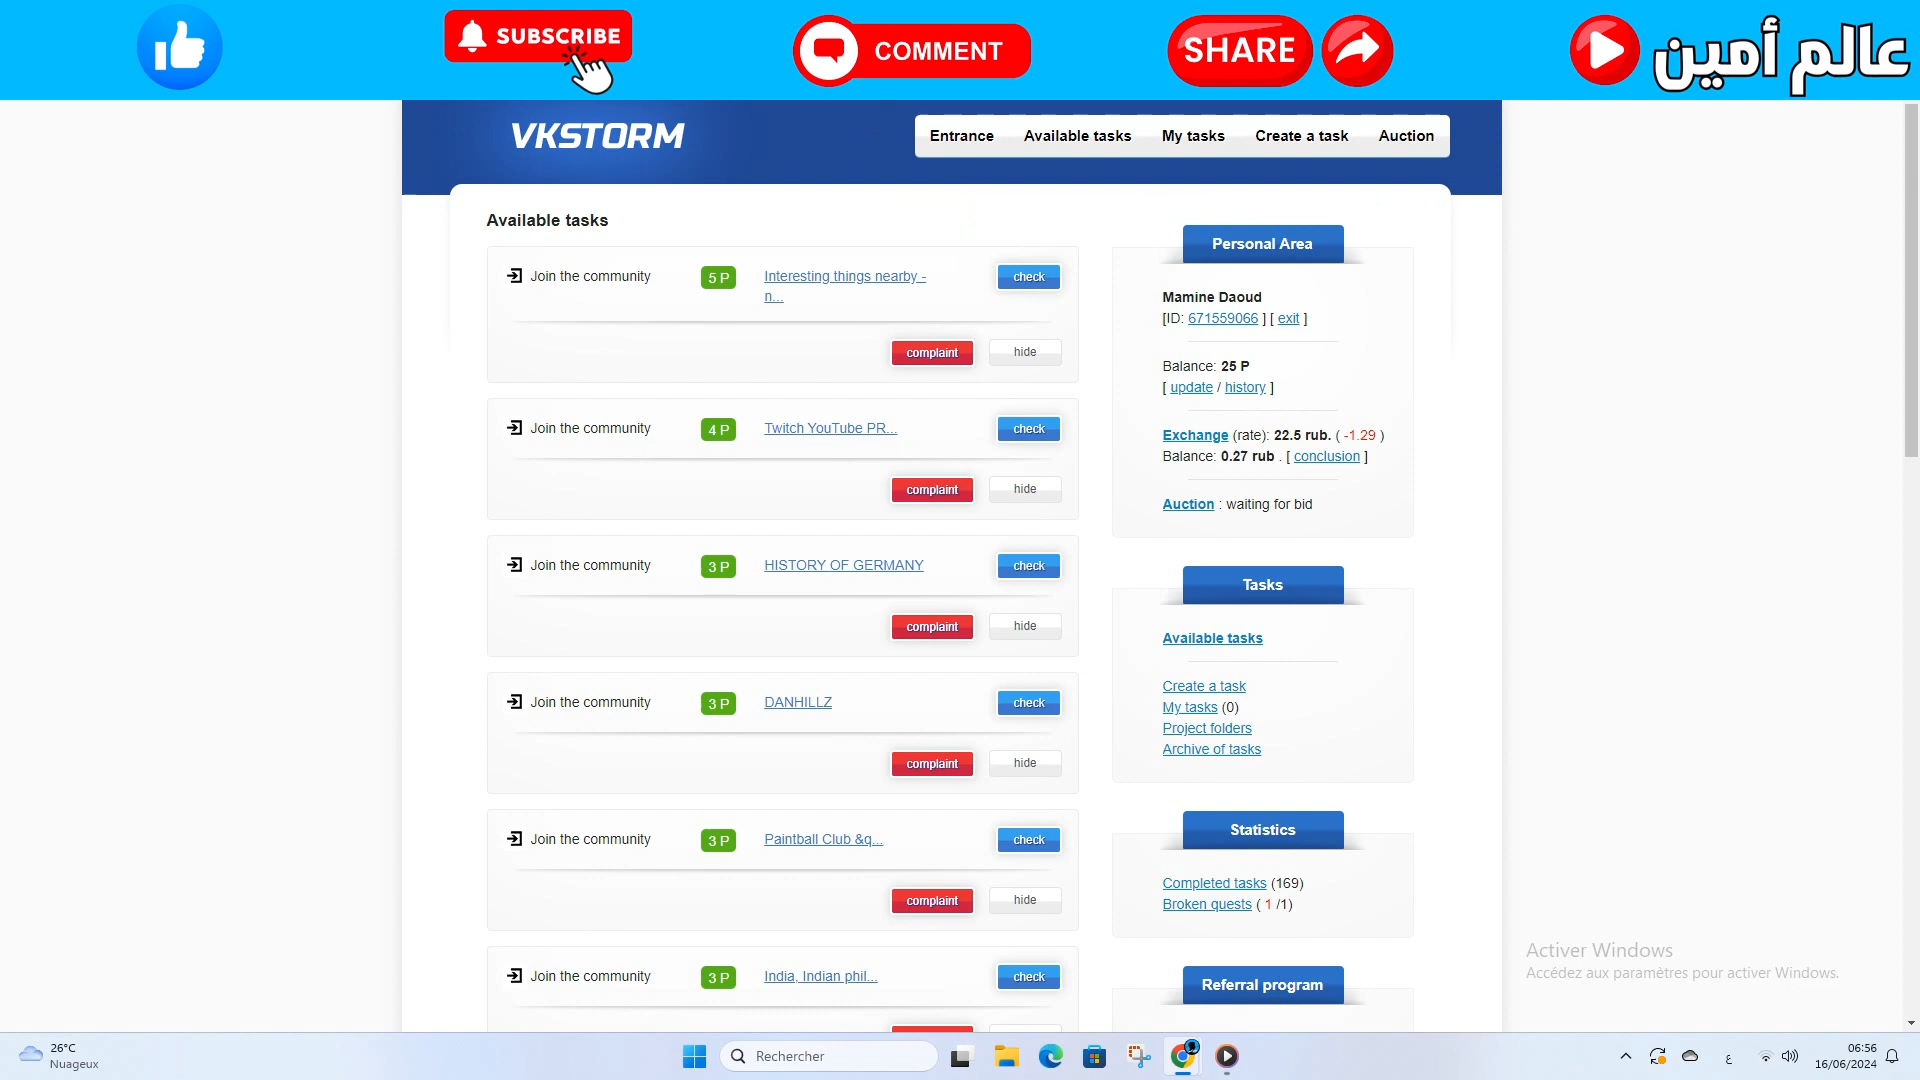 SUBSCRIBE
COMMENT
SHARE
عالم أمين
VKSTORM
Entrance Available tasks My tasks Create a task Auction
Available tasks
Join the community 5 P Interesting things nearby - check
n...
complaint hide
Join the community 4 P Twitch YouTube PR... check
complaint hide
Join the community 3 P HISTORY OF GERMANY check
complaint hide
Join the community 3 P DANHILLZ check
complaint hide
Join the community 3 P Paintball Club &q... check
complaint hide
Join the community 3 P India, Indian phil... check
Personal Area
Mamine Daoud
[ID: 671559066 ] [ exit ]
Balance: 25 P
[ update / history ]
Exchange (rate): 22.5 rub. ( -1.29 )
Balance: 0.27 rub . [ conclusion ]
Auction : waiting for bid
Tasks
Available tasks
Create a task
My tasks (0)
Project folders
Archive of tasks
Statistics
Completed tasks (169)
Broken quests ( 1 /1)
Referral program
Activer Windows
Accédez aux paramètres pour activer Windows.
26°C
Nuageux
Rechercher
ع
06:56
16/06/2024